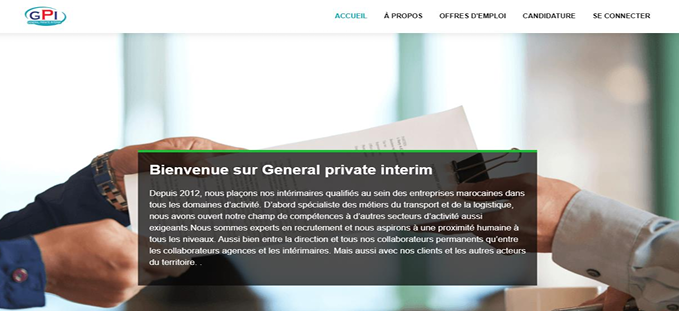 GPI
ACCUEIL
À PROPOS
OFFRES D'EMPLOI
CANDIDATURE
SE CONNECTER
Bienvenue sur General private interim
Depuis 2012, nous plaçons nos intérimaires qualifiés au sein des entreprises marocaines dans
tous les domaines d'activité. D'abord spécialiste des métiers du transport et de la logistique,
nous avons ouvert notre champ de compétences à d'autres secteurs d'activité aussi
exigeants.Nous sommes experts en recrutement et nous aspirons à une proximité humaine à
tous les niveaux. Aussi bien entre la direction et tous nos collaborateurs permanents qu'entre
les collaborateurs agences et les intérimaires. Mais aussi avec nos clients et les autres acteurs
du territoire. .